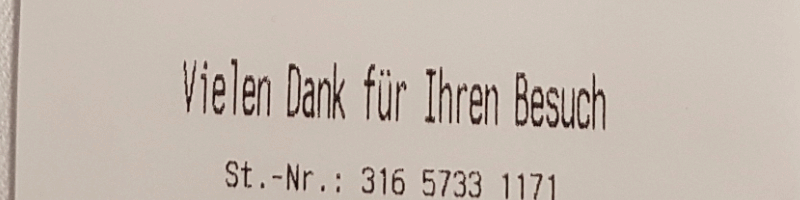 Vielen Dank für Ihren Besuch
St.-Nr.: 316 5733 1171